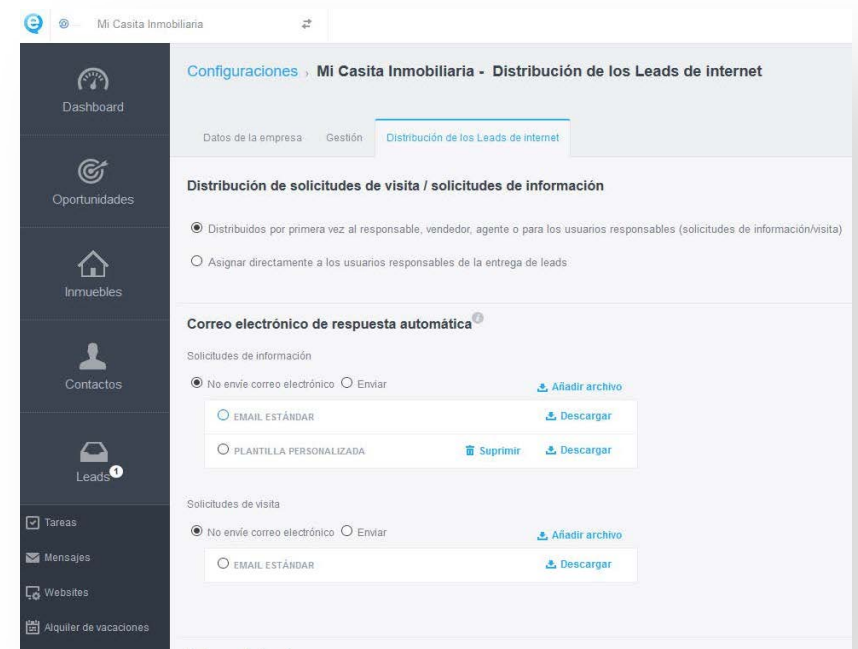 Mi Casita Inmobiliaria
Dashboard
Oportunidades
Inmuebles
Contactos
Leads 1
Tareas
Mensajes
Websites
Alquiler de vacaciones
Configuraciones › Mi Casita Inmobiliaria - Distribución de los Leads de internet
Datos de la empresa Gestión Distribución de los Leads de internet
Distribución de solicitudes de visita / solicitudes de información
Distribuidos por primera vez al responsable, vendedor, agente o para los usuarios responsables (solicitudes de información/visita)
Asignar directamente a los usuarios responsables de la entrega de leads
Correo electrónico de respuesta automática
Solicitudes de información
No envíe correo electrónico Enviar Añadir archivo
EMAIL ESTÁNDAR Descargar
PLANTILLA PERSONALIZADA Suprimir Descargar
Solicitudes de visita
No envíe correo electrónico Enviar Añadir archivo
EMAIL ESTÁNDAR Descargar